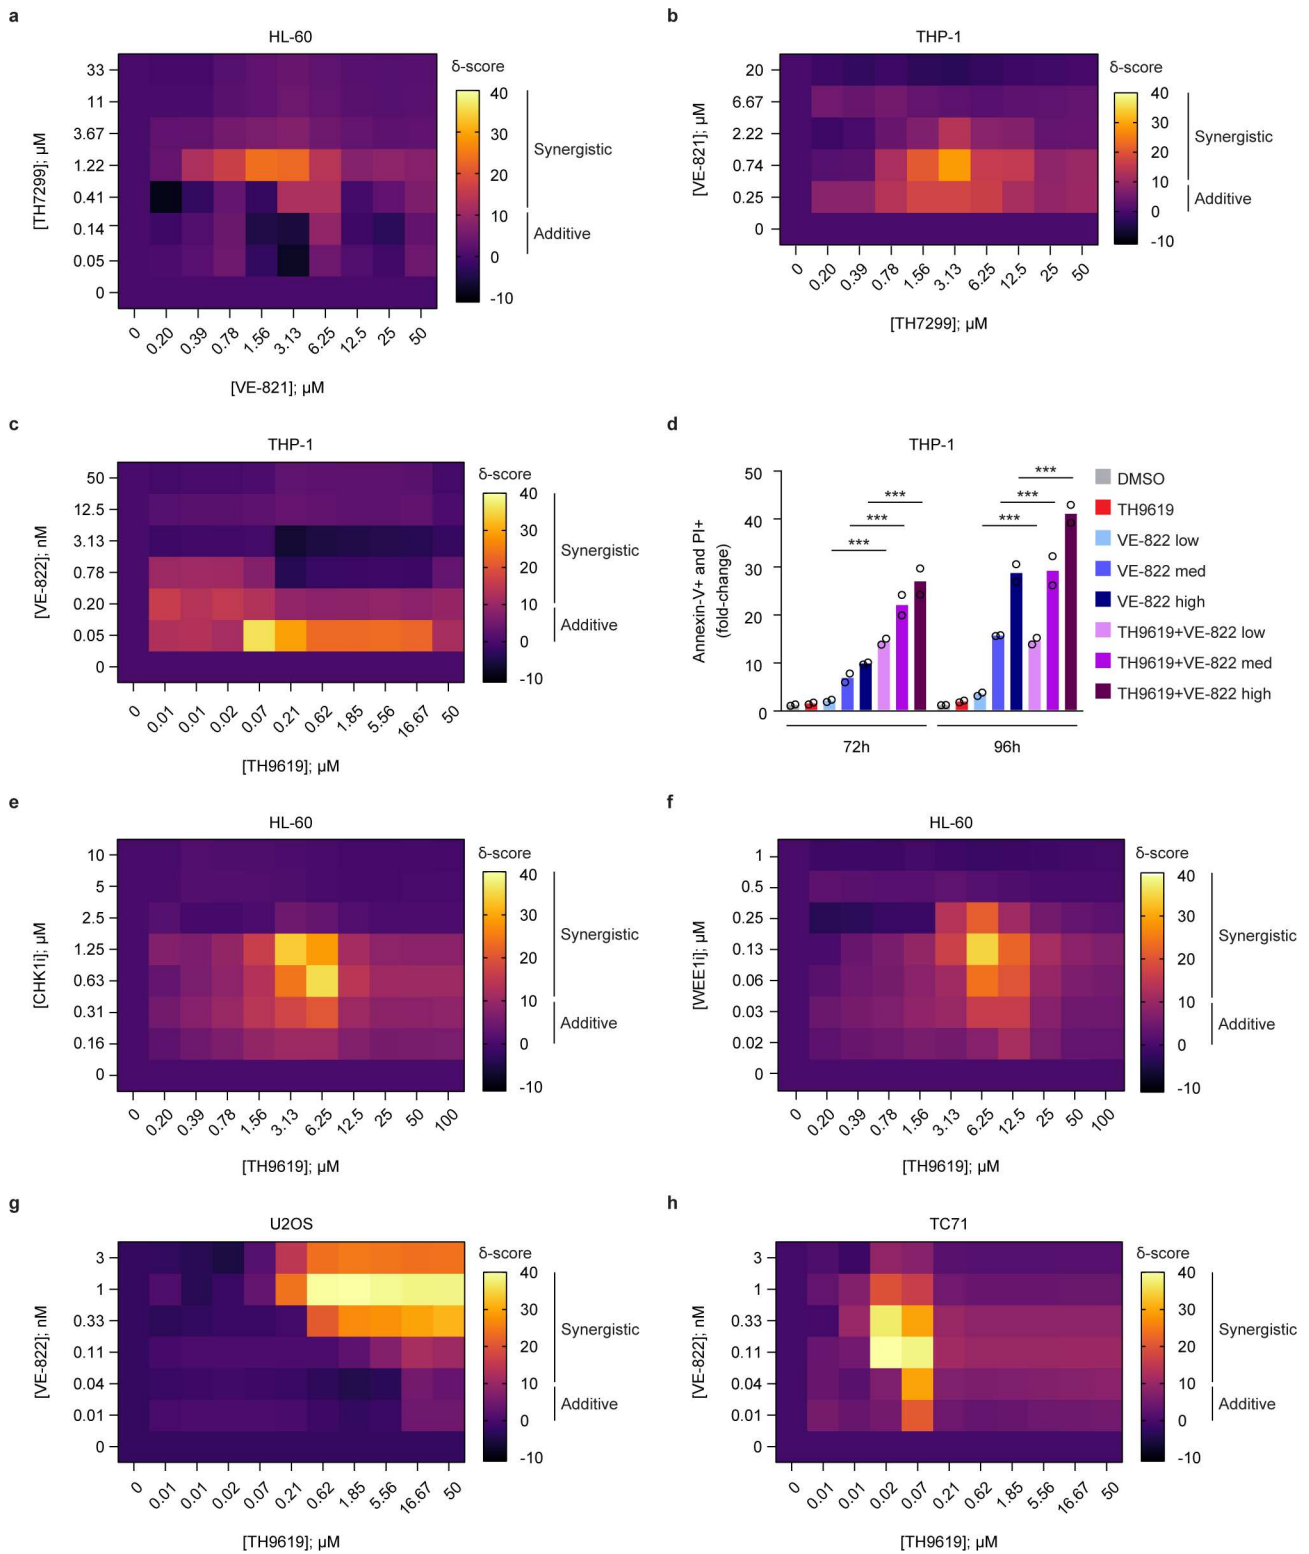 a
HL-60
[TH7299]; µM
33
11
3.67
1.22
0.41
0.14
0.05
0
0 0.20 0.39 0.78 1.56 3.13 6.25 12.5 25 50
[VE-821]; µM
δ-score
40
30
20
10
0
-10
Synergistic
Additive
b
THP-1
[VE-821]; µM
20
6.67
2.22
0.74
0.25
0
0 0.20 0.39 0.78 1.56 3.13 6.25 12.5 25 50
[TH7299]; µM
δ-score
40
30
20
10
0
-10
Synergistic
Additive
c
THP-1
[VE-822]; nM
50
12.5
3.13
0.78
0.20
0.05
0
0 0.01 0.01 0.02 0.07 0.21 0.62 1.85 5.56 16.67 50
[TH9619]; µM
δ-score
40
30
20
10
0
-10
Synergistic
Additive
d
THP-1
Annexin-V+ and PI+
(fold-change)
50
40
30
20
10
0
*** *** *** *** *** ***
72h 96h
DMSO
TH9619
VE-822 low
VE-822 med
VE-822 high
TH9619+VE-822 low
TH9619+VE-822 med
TH9619+VE-822 high
e
HL-60
[CHK1i]; µM
10
5
2.5
1.25
0.63
0.31
0.16
0
0 0.20 0.39 0.78 1.56 3.13 6.25 12.5 25 50 100
[TH9619]; µM
δ-score
40
30
20
10
0
-10
Synergistic
Additive
f
HL-60
[WEE1i]; µM
1
0.5
0.25
0.13
0.06
0.03
0.02
0
0 0.20 0.39 0.78 1.56 3.13 6.25 12.5 25 50 100
[TH9619]; µM
δ-score
40
30
20
10
0
-10
Synergistic
Additive
g
U2OS
[VE-822]; nM
3
1
0.33
0.11
0.04
0.01
0
0 0.01 0.01 0.02 0.07 0.21 0.62 1.85 5.56 16.67 50
[TH9619]; µM
δ-score
40
30
20
10
0
-10
Synergistic
Additive
h
TC71
[VE-822]; nM
3
1
0.33
0.11
0.04
0.01
0
0 0.01 0.01 0.02 0.07 0.21 0.62 1.85 5.56 16.67 50
[TH9619]; µM
δ-score
40
30
20
10
0
-10
Synergistic
Additive